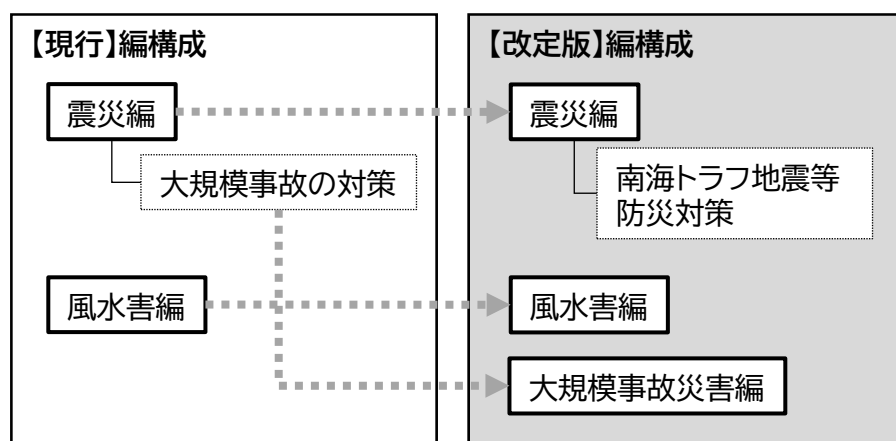 【現行】編構成
震災編
大規模事故の対策
風水害編
【改定版】編構成
震災編
南海トラフ地震等
防災対策
風水害編
大規模事故災害編